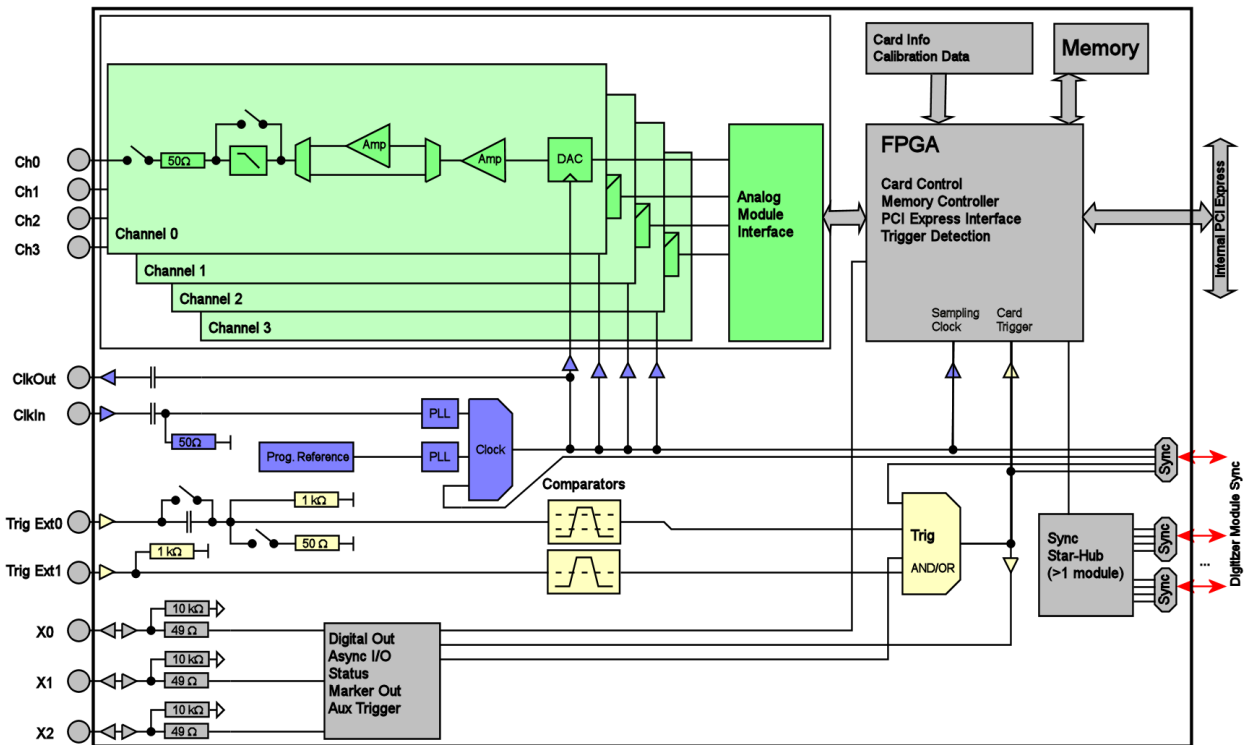 Card Info
Calibration Data
Memory
FPGA
Card Control
Memory Controller
PCI Express Interface
Trigger Detection
Sampling
Clock
Card
Trigger
Internal PCI Express
Ch0
Ch1
Ch2
Ch3
50Ω
Amp
Amp
DAC
Channel 0
Channel 1
Channel 2
Channel 3
Analog
Module
Interface
ClkOut
ClkIn
50Ω
PLL
Prog. Reference
PLL
Clock
Sync
Comparators
Trig Ext0
1 kΩ
50 Ω
Trig Ext1
1 kΩ
Trig
AND/OR
Sync
Star-Hub
(>1 module)
Sync
...
Sync
Digitizer Module Sync
X0
10 kΩ
49 Ω
X1
10 kΩ
49 Ω
X2
10 kΩ
49 Ω
Digital Out
Async I/O
Status
Marker Out
Aux Trigger